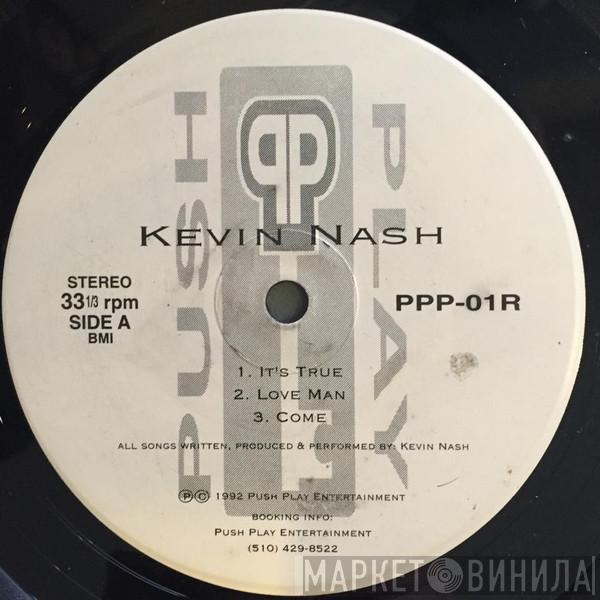 PUSH
PLAY
PP
KEVIN NASH
STEREO
33 1/3 rpm
SIDE A
BMI
PPP-01R
1. IT'S TRUE
2. LOVE MAN
3. COME
ALL SONGS WRITTEN, PRODUCED & PERFORMED BY: KEVIN NASH
Ⓟ© 1992 PUSH PLAY ENTERTAINMENT
BOOKING INFO:
PUSH PLAY ENTERTAINMENT
(510) 429-8522
МАРКЕТ ВИНИЛА